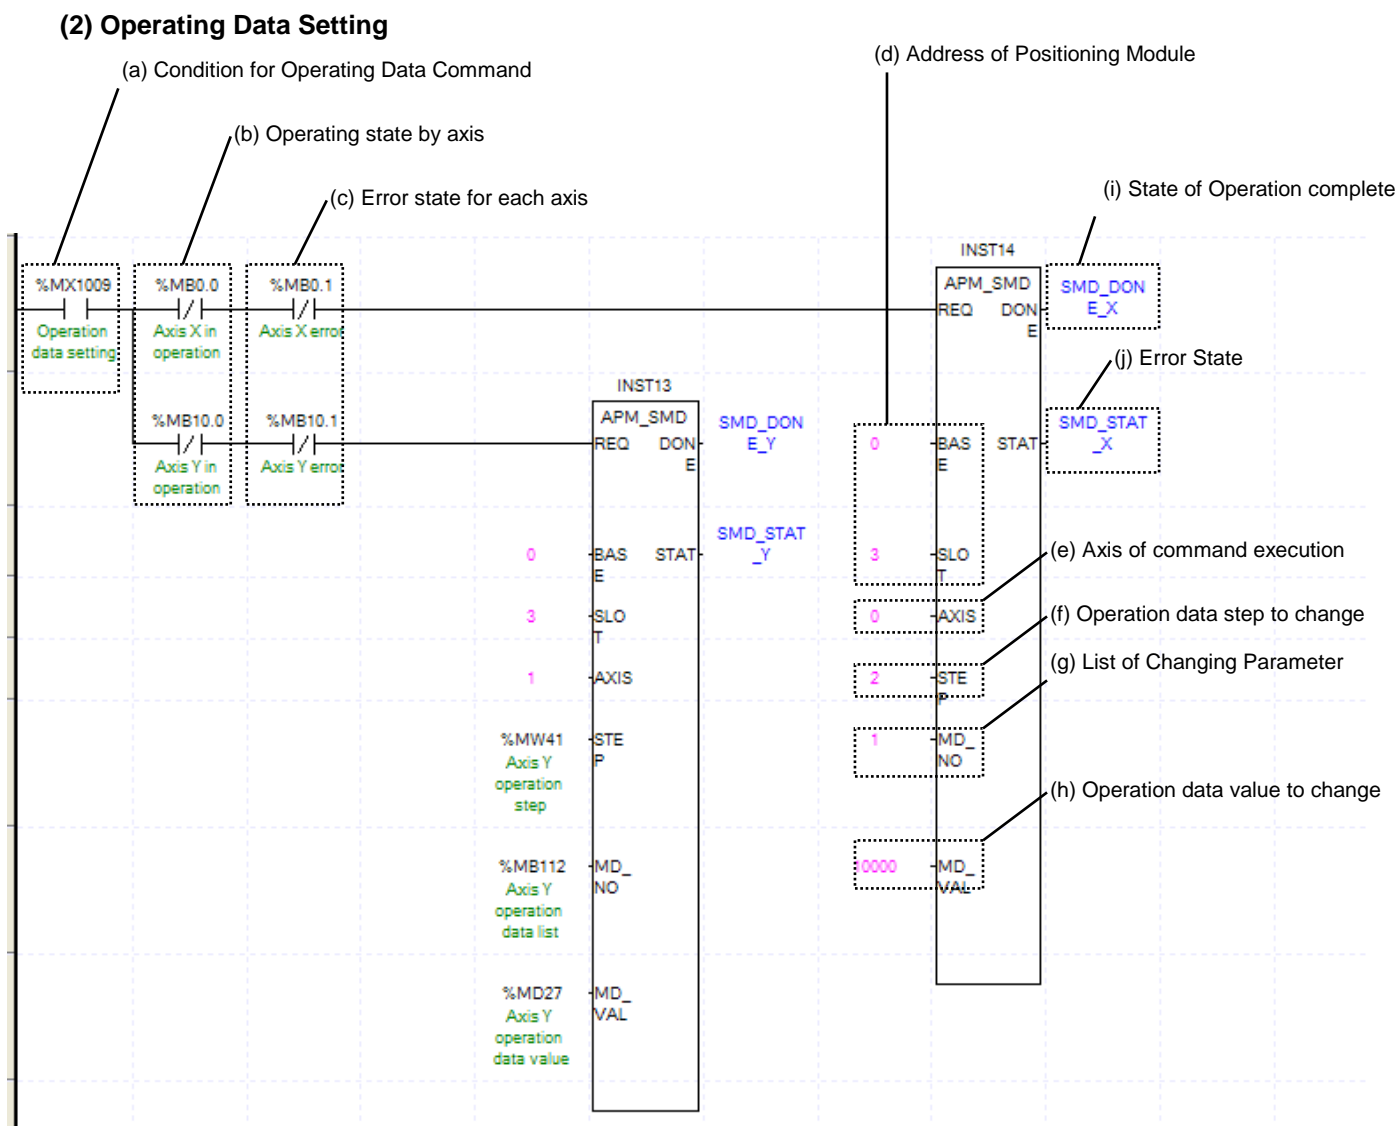 (2) Operating Data Setting
(a) Condition for Operating Data Command
(b) Operating state by axis
(c) Error state for each axis
(d) Address of Positioning Module
(i) State of Operation complete
%MX1009
Operation
data setting
%MB0.0
Axis X in
operation
%MB0.1
Axis X error
%MB10.0
Axis Y in
operation
%MB10.1
Axis Y error
INST13
APM_SMD
REQ
DON
E
SMD_DON
E_Y
0
BAS
E
STAT
SMD_STAT
_Y
3
SLO
T
1
AXIS
%MW41
Axis Y
operation
step
STE
P
%MB112
Axis Y
operation
data list
MD_
NO
%MD27
Axis Y
operation
data value
MD_
VAL
INST14
APM_SMD
REQ
DON
E
SMD_DON
E_X
(j) Error State
0
BAS
E
STAT
SMD_STAT
_X
3
SLO
T
(e) Axis of command execution
0
AXIS
(f) Operation data step to change
2
STE
P
(g) List of Changing Parameter
1
MD_
NO
(h) Operation data value to change
10000
MD_
VAL